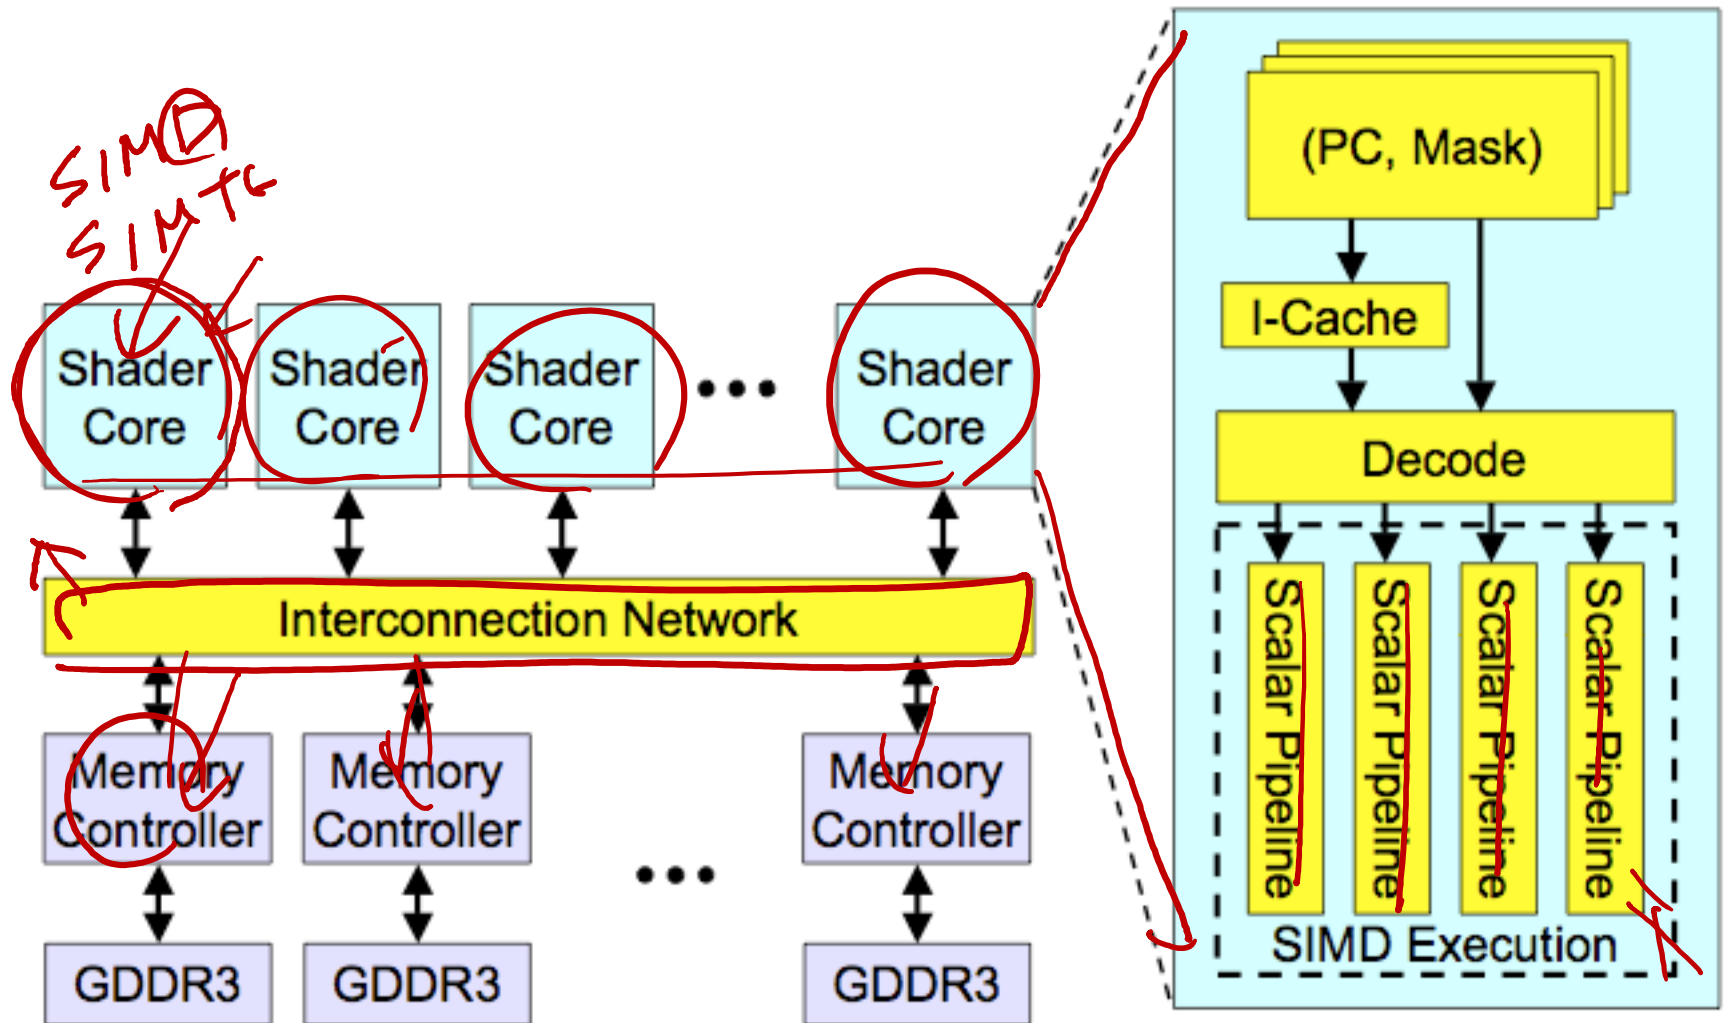 SIMD
SIMT
Shader Core
Shader Core
Shader Core
Shader Core
Interconnection Network
Memory Controller
Memory Controller
Memory Controller
GDDR3
GDDR3
GDDR3
(PC, Mask)
I-Cache
Decode
Scalar Pipeline
Scalar Pipeline
Scalar Pipeline
Scalar Pipeline
SIMD Execution